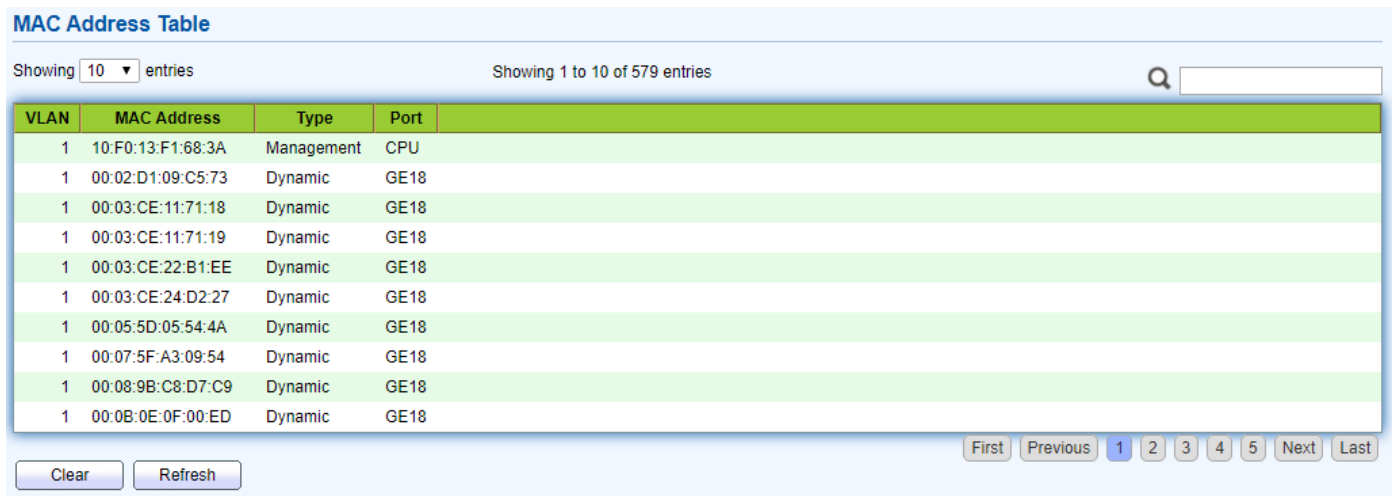 MAC Address Table
Showing 10 entries Showing 1 to 10 of 579 entries
VLAN MAC Address Type Port
1 10:F0:13:F1:68:3A Management CPU
1 00:02:D1:09:C5:73 Dynamic GE18
1 00:03:CE:11:71:18 Dynamic GE18
1 00:03:CE:11:71:19 Dynamic GE18
1 00:03:CE:22:B1:EE Dynamic GE18
1 00:03:CE:24:D2:27 Dynamic GE18
1 00:05:5D:05:54:4A Dynamic GE18
1 00:07:5F:A3:09:54 Dynamic GE18
1 00:08:9B:C8:D7:C9 Dynamic GE18
1 00:0B:0E:0F:00:ED Dynamic GE18
First Previous 1 2 3 4 5 Next Last
Clear Refresh